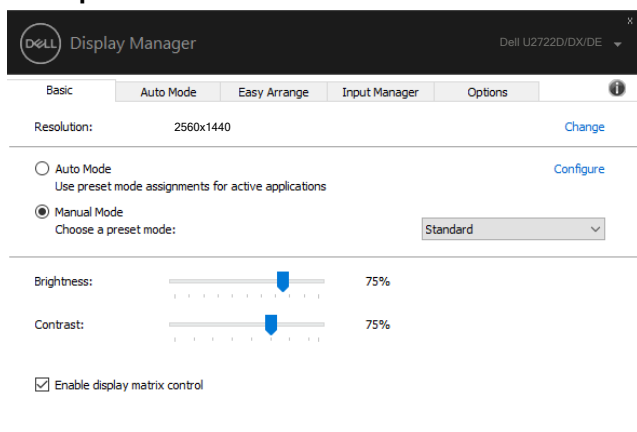 DELL Display Manager
Dell U2722D/DX/DE
x
Basic Auto Mode Easy Arrange Input Manager Options
Resolution: 2560x1440 Change
Auto Mode Configure
Use preset mode assignments for active applications
Manual Mode
Choose a preset mode: Standard
Brightness: 75%
Contrast: 75%
Enable display matrix control